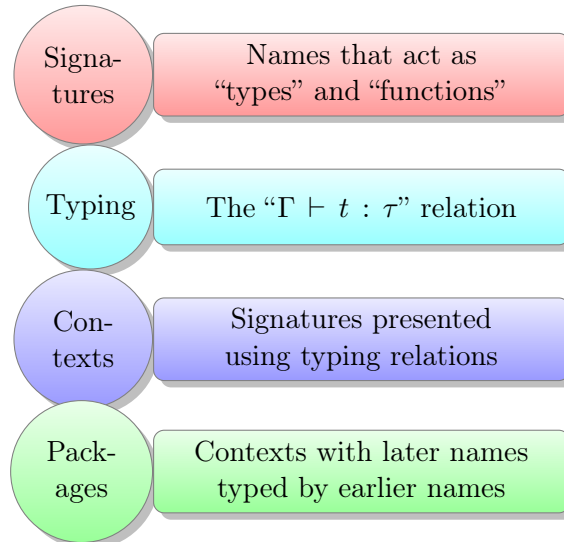 Signa-
tures
Names that act as
“types” and “functions”
Typing
The “Γ ⊢ t : τ” relation
Con-
texts
Signatures presented
using typing relations
Pack-
ages
Contexts with later names
typed by earlier names